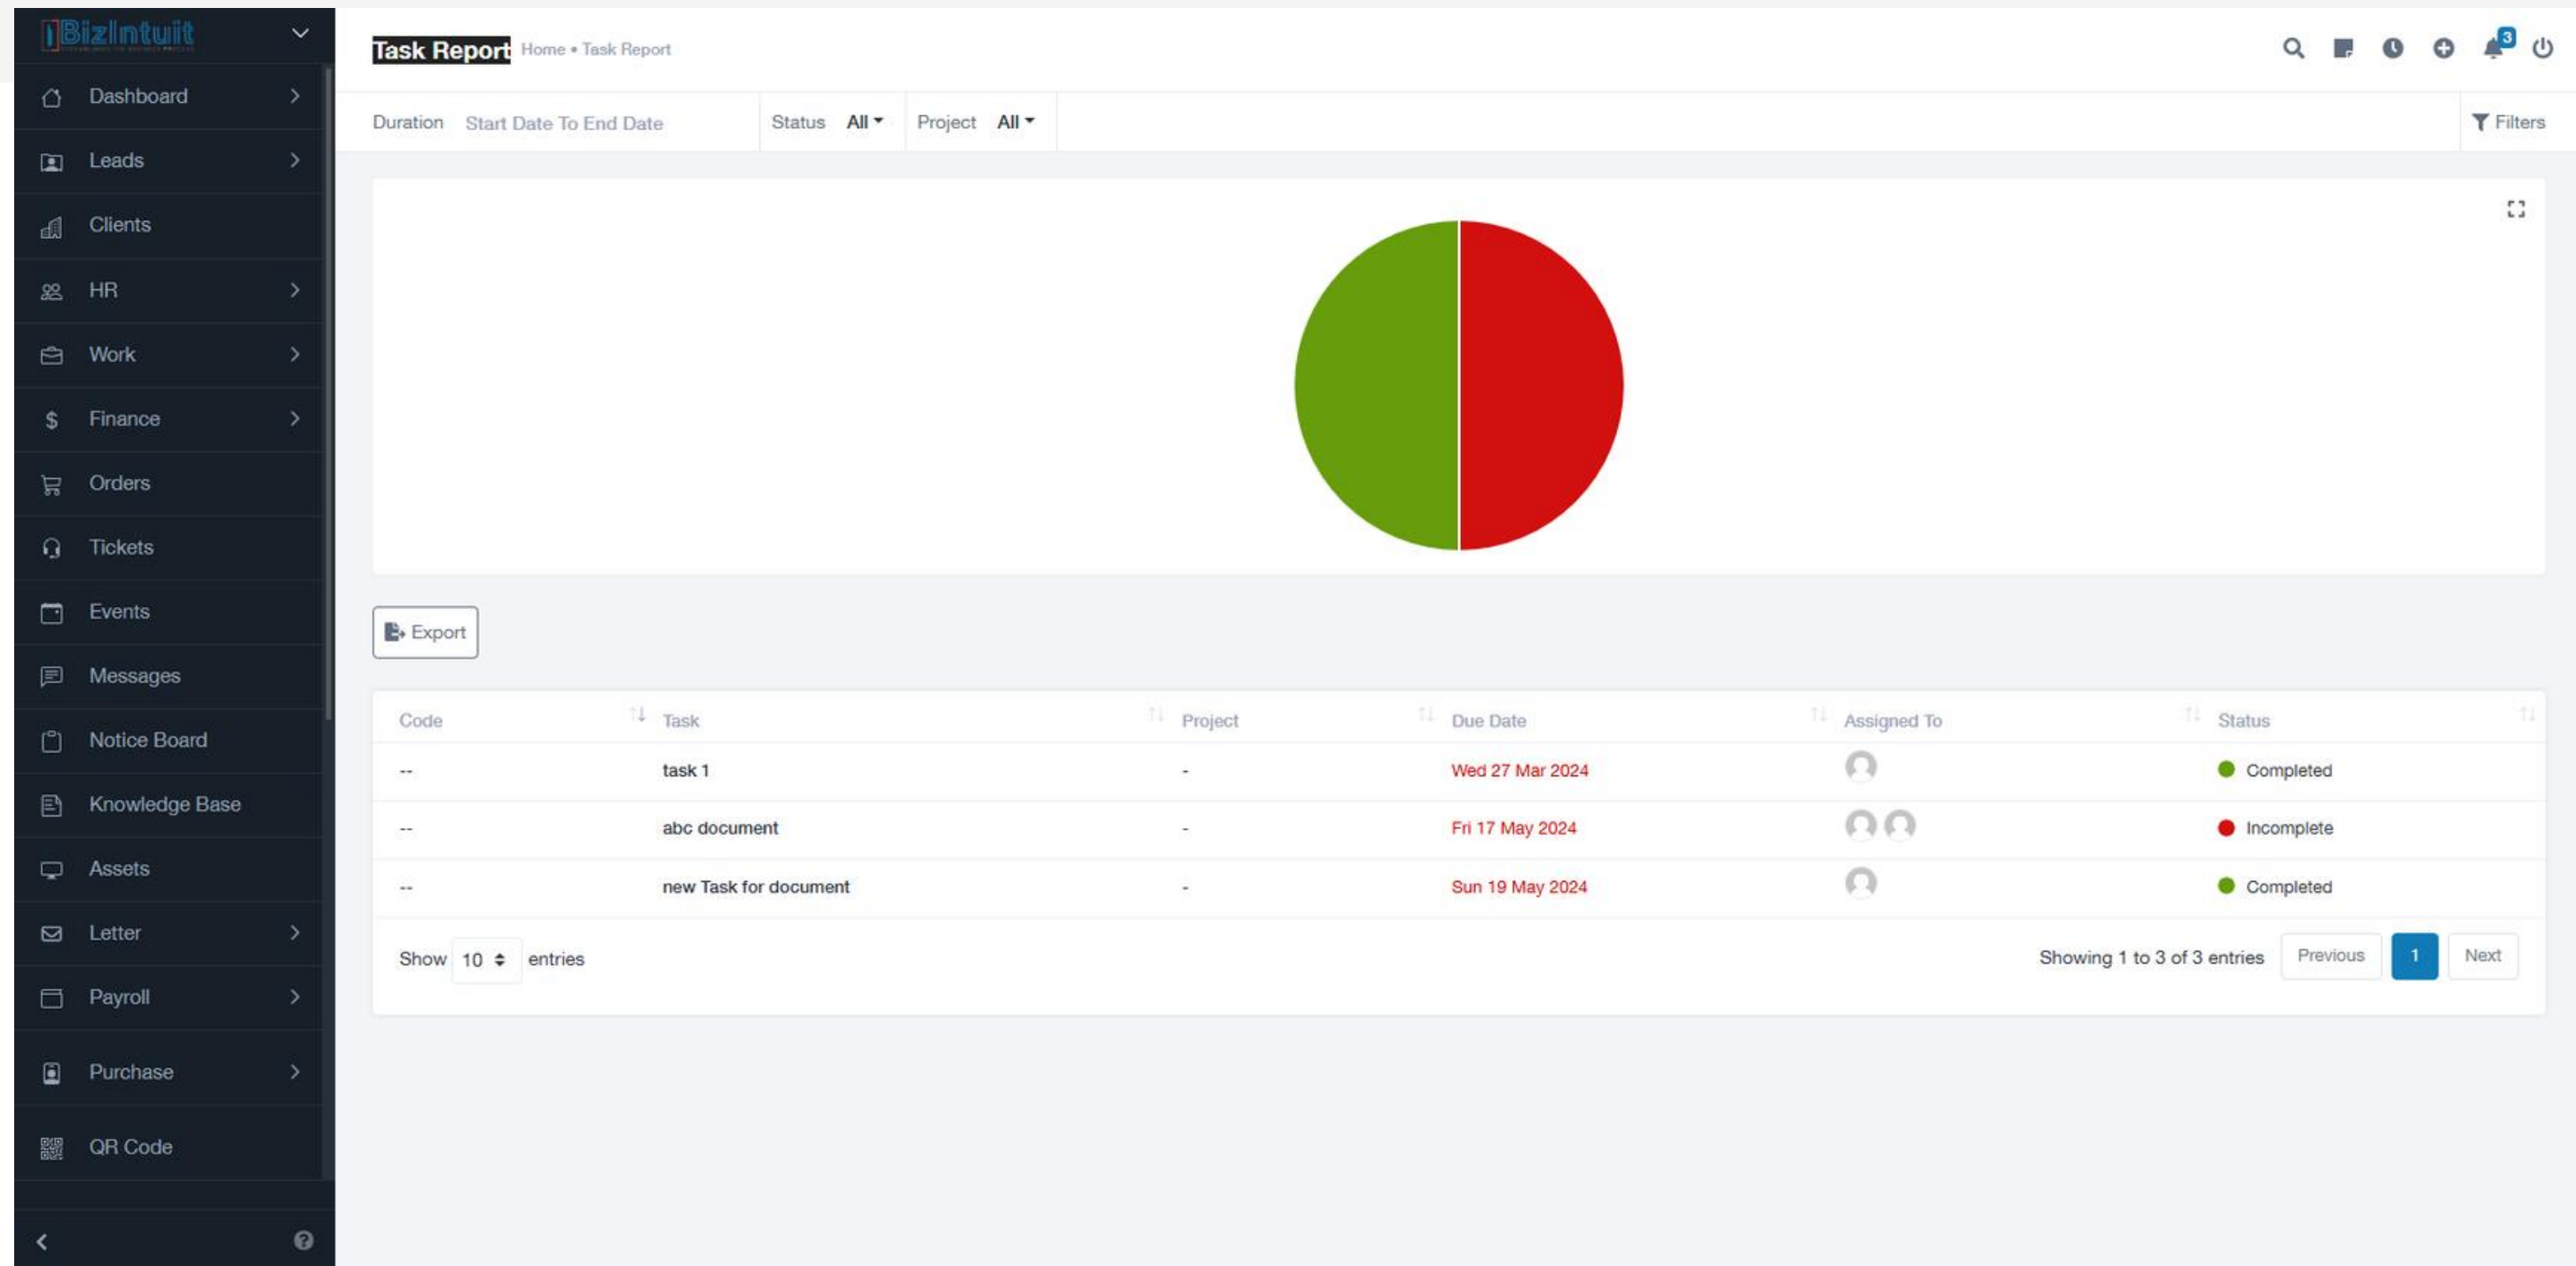 BizIntuit
Dashboard
Leads
Clients
HR
Work
Finance
Orders
Tickets
Events
Messages
Notice Board
Knowledge Base
Assets
Letter
Payroll
Purchase
QR Code
Task Report Home • Task Report
3
Duration Start Date To End Date Status All Project All Filters
Export
Code Task Project Due Date Assigned To Status
-- task 1 - Wed 27 Mar 2024 Completed
-- abc document - Fri 17 May 2024 Incomplete
-- new Task for document - Sun 19 May 2024 Completed
Show 10 entries Showing 1 to 3 of 3 entries Previous 1 Next